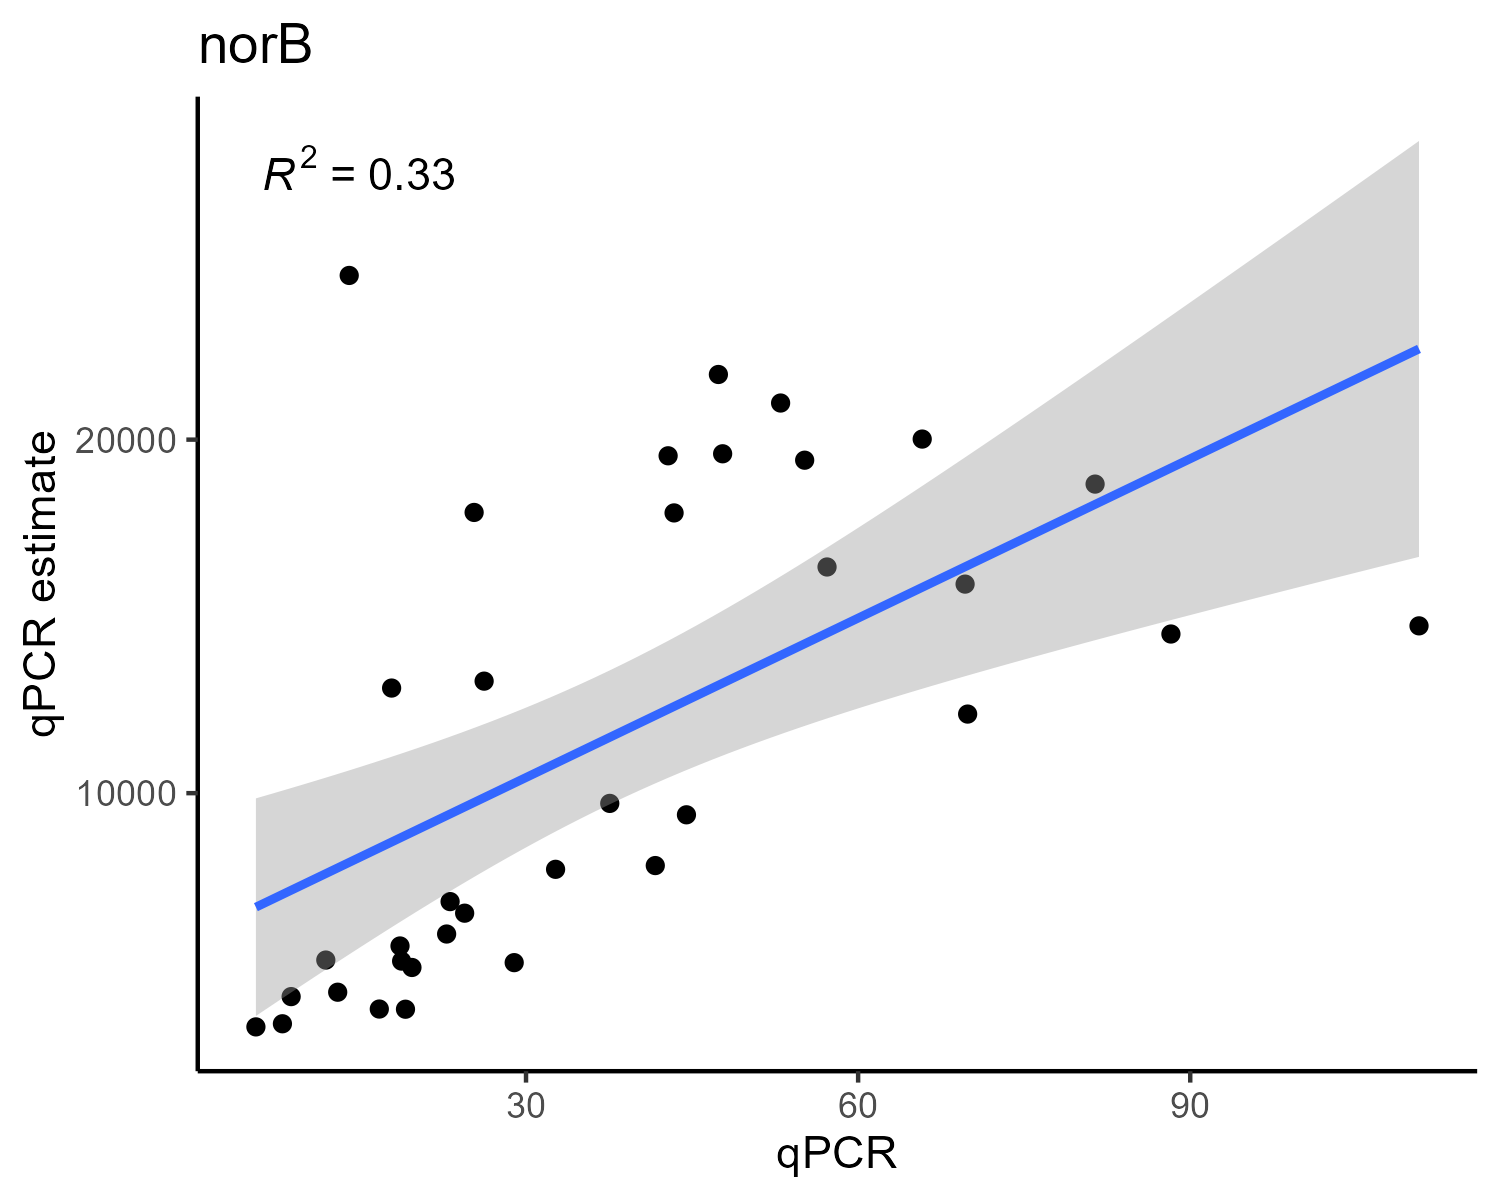 norB
R² = 0.33
qPCR estimate
20000
10000
30 60 90
qPCR